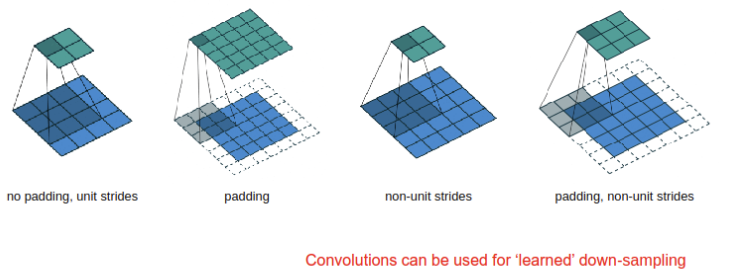 no padding, unit strides
padding
non-unit strides
padding, non-unit strides
Convolutions can be used for ‘learned’ down-sampling